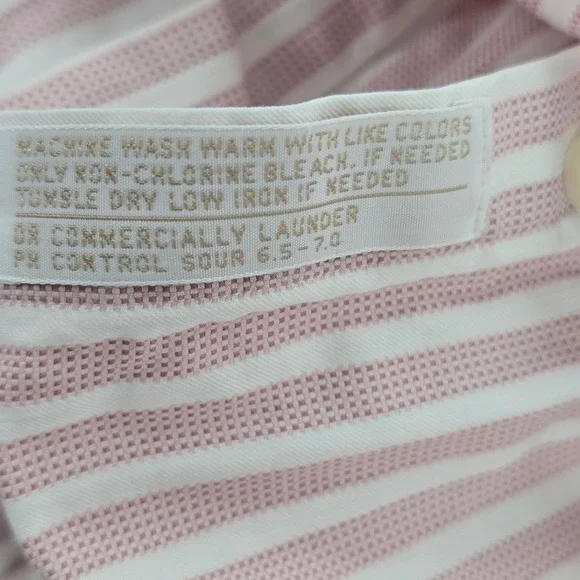 MACHINE WASH WARM WITH LIKE COLORS
ONLY NON-CHLORINE BLEACH, IF NEEDED
TUMBLE DRY LOW IRON IF NEEDED
OR COMMERCIALLY LAUNDER
PH CONTROL SOUR 6.5-7.0